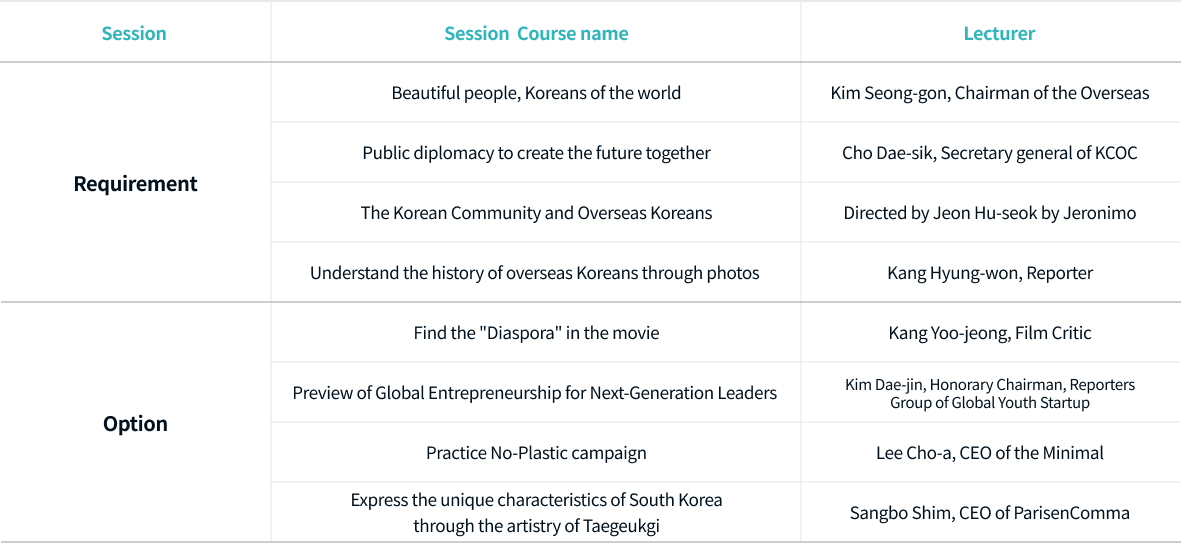 Session
Session Course name
Lecturer
Requirement
Beautiful people, Koreans of the world
Kim Seong-gon, Chairman of the Overseas
Public diplomacy to create the future together
Cho Dae-sik, Secretary general of KCOC
The Korean Community and Overseas Koreans
Directed by Jeon Hu-seok by Jeronimo
Understand the history of overseas Koreans through photos
Kang Hyung-won, Reporter
Option
Find the "Diaspora" in the movie
Kang Yoo-jeong, Film Critic
Preview of Global Entrepreneurship for Next-Generation Leaders
Kim Dae-jin, Honorary Chairman, Reporters
Group of Global Youth Startup
Practice No-Plastic campaign
Lee Cho-a, CEO of the Minimal
Express the unique characteristics of South Korea
through the artistry of Taegeukgi
Sangbo Shim, CEO of ParisenComma